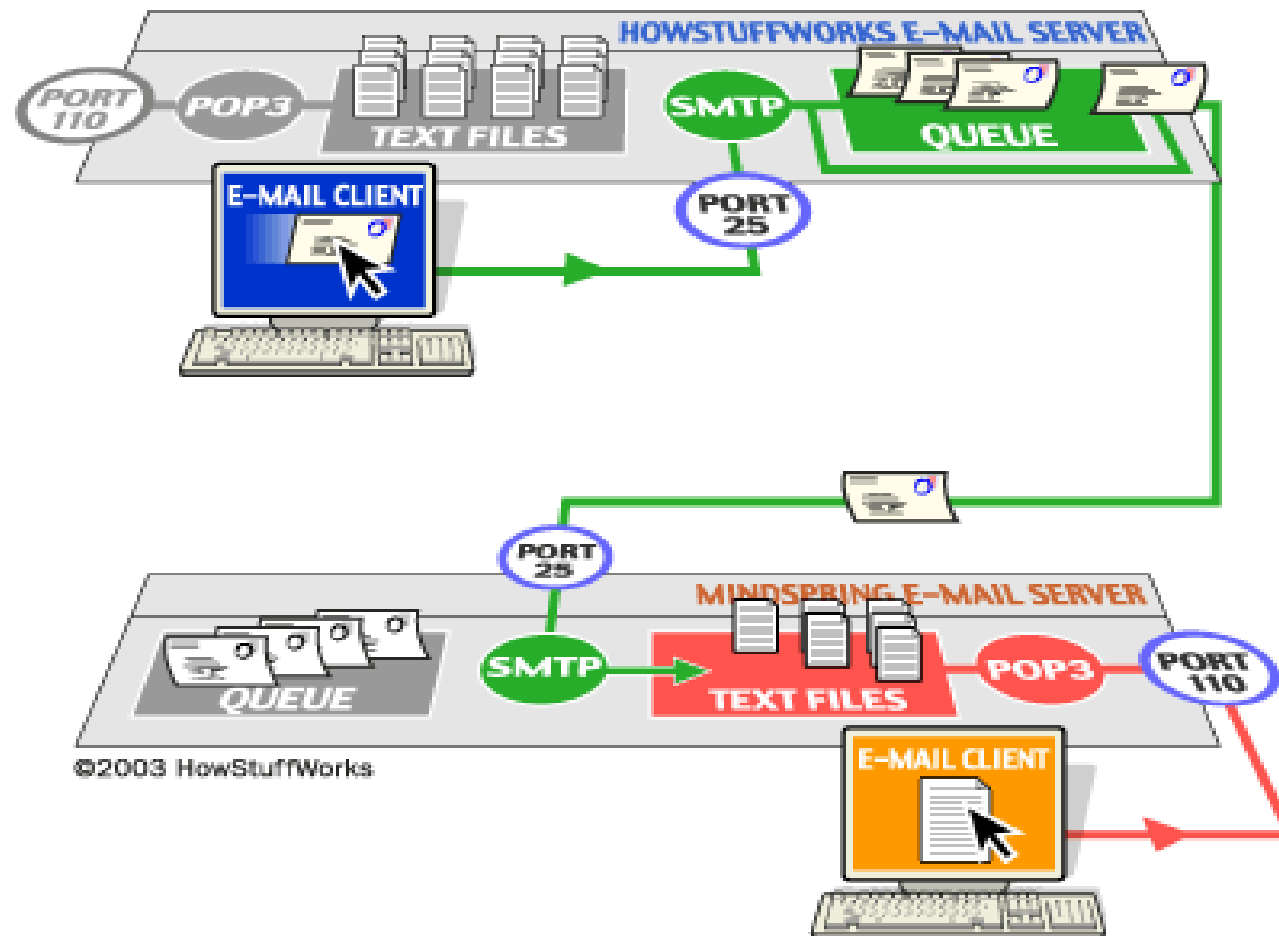 HOWSTUFFWORKS E-MAIL SERVER
PORT
110
POP3
TEXT FILES
SMTP
QUEUE
E-MAIL CLIENT
PORT
25
PORT
25
MINDSPRING E-MAIL SERVER
QUEUE
SMTP
TEXT FILES
POP3
PORT
110
©2003 HowStuffWorks
E-MAIL CLIENT